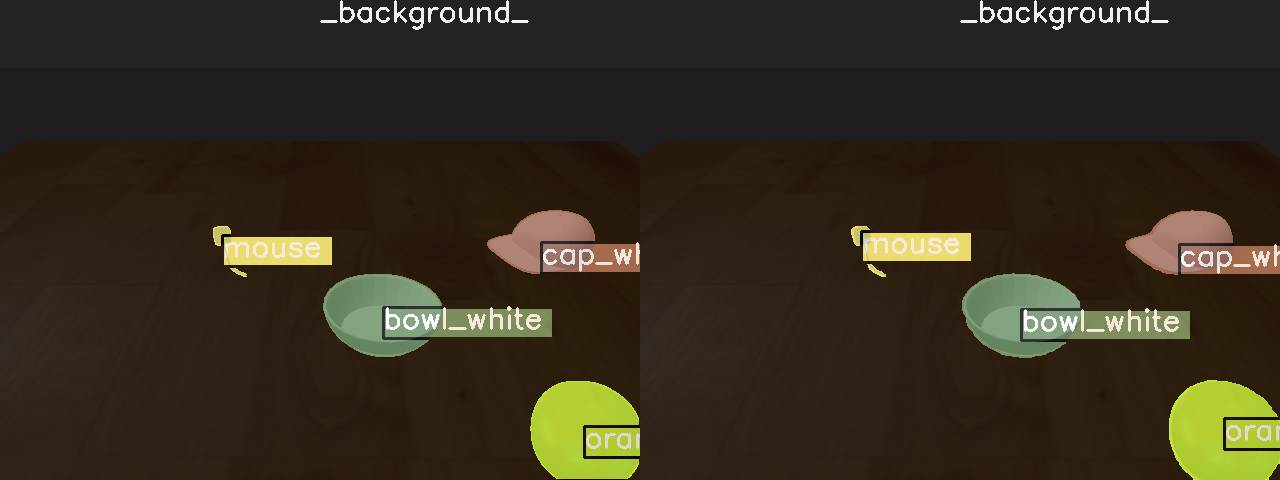 _background_
_background_
mouse
mouse
cap_wh
cap_wh
bowl_white
bowl_white
oran
oran